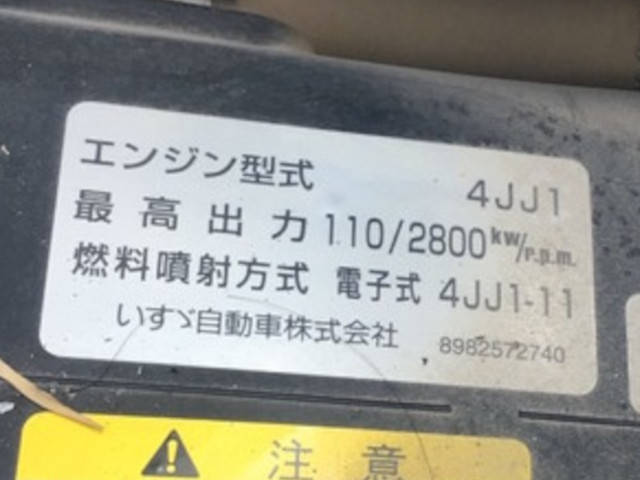 エンジン型式 4JJ1
最高出力 110/2800 kw/r.p.m.
燃料噴射方式 電子式 4JJ1-11
いすゞ自動車株式会社 8982572740
注意